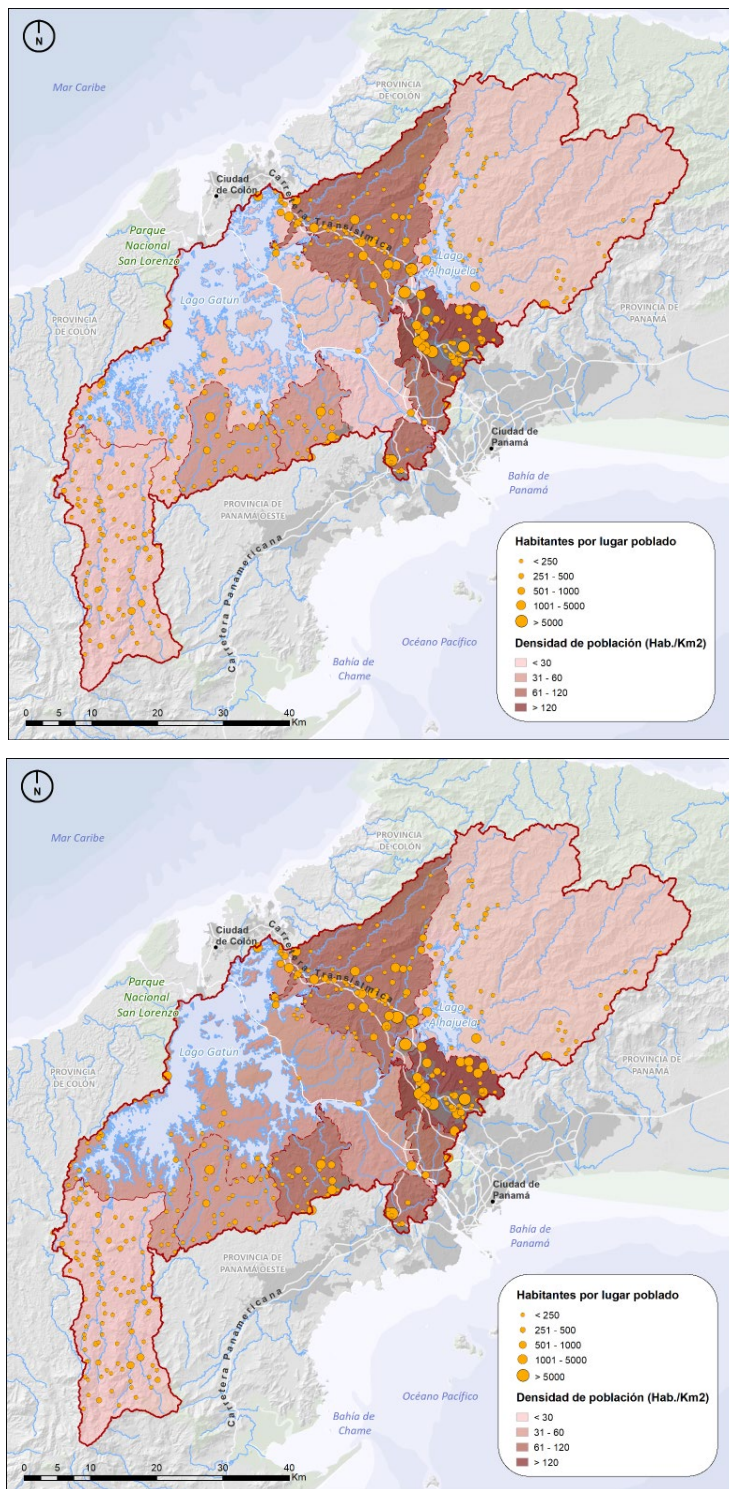 N
Mar Caribe
PROVINCIA
DE COLÓN
Ciudad
de Colón
Carretera Transísmica
Parque
Nacional
San Lorenzo
Lago
Alhajuela
Lago Gatún
PROVINCIA
DE COLÓN
PROVINCIA DE
PANAMÁ
Ciudad de
Panamá
Bahía de
Panamá
PROVINCIA DE
PANAMÁ OESTE
Carretera Panamericana
Océano Pacífico
Bahía de
Chame
Habitantes por lugar poblado
< 250
251 - 500
501 - 1000
1001 - 5000
> 5000
Densidad de población (Hab./Km2)
< 30
31 - 60
61 - 120
> 120
0 5 10 20 30 40
Km
N
Mar Caribe
PROVINCIA
DE COLÓN
Ciudad
de Colón
Carretera Transísmica
Parque
Nacional
San Lorenzo
Lago
Alhajuela
Lago Gatún
PROVINCIA
DE COLÓN
PROVINCIA DE
PANAMÁ
Ciudad de
Panamá
Bahía de
Panamá
PROVINCIA DE
PANAMÁ OESTE
Carretera Panamericana
Océano Pacífico
Bahía de
Chame
Habitantes por lugar poblado
< 250
251 - 500
501 - 1000
1001 - 5000
> 5000
Densidad de población (Hab./Km2)
< 30
31 - 60
61 - 120
> 120
0 5 10 20 30 40
Km